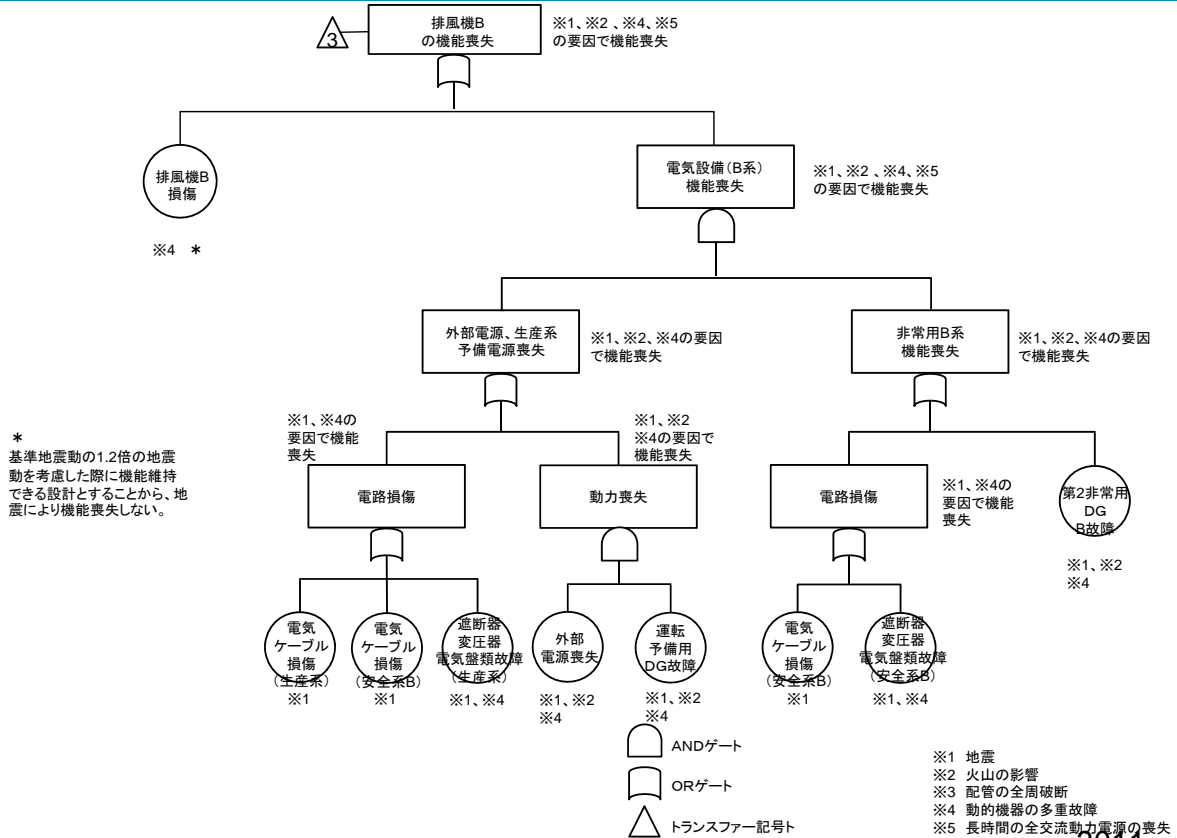 3
排風機B
の機能喪失
※1、※2 、※4、※5
の要因で機能喪失
排風機B
損傷
※4 *
電気設備(B系)
機能喪失
※1、※2 、※4、※5
の要因で機能喪失
外部電源、生産系
予備電源喪失
※1、※2、※4の要因
で機能喪失
非常用B系
機能喪失
※1、※2、※4の要因
で機能喪失
*
基準地震動の1.2倍の地震
動を考慮した際に機能維持
できる設計とすることから、地
震により機能喪失しない。
※1、※4の
要因で機能
喪失
電路損傷
※1、※2
※4の要因で
機能喪失
動力喪失
電路損傷
※1、※4の
要因で機能
喪失
第2非常用
DG
B故障
※1、※2
※4
電気
ケーブル
損傷
(生産系)
※1
電気
ケーブル
損傷
(安全系B)
※1
遮断器
変圧器
電気盤類故障
(生産系)
※1、※4
外部
電源喪失
※1、※2
※4
運転
予備用
DG故障
※1、※2
※4
電気
ケーブル
損傷
(安全系B)
※1
遮断器
変圧器
電気盤類故障
(安全系B)
※1、※4
ANDゲート
ORゲート
トランスファー記号ト
※1 地震
※2 火山の影響
※3 配管の全周破断
※4 動的機器の多重故障
※5 長時間の全交流動力電源の喪失